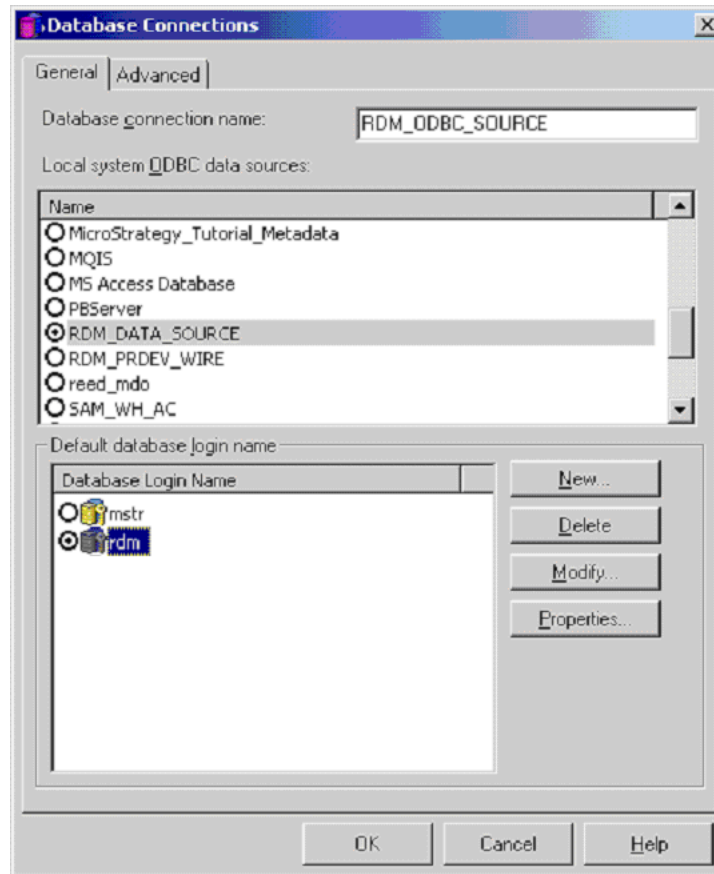 Database Connections
General
Advanced
Database connection name:
RDM_ODBC_SOURCE
Local system ODBC data sources:
Name
MicroStrategy_Tutorial_Metadata
MQIS
MS Access Database
PBServer
RDM_DATA_SOURCE
RDM_PRDEV_WIRE
reed_mdo
SAM_WH_AC
Default database login name
Database Login Name
New...
mstr
Delete
rdm
Modify...
Properties...
OK
Cancel
Help